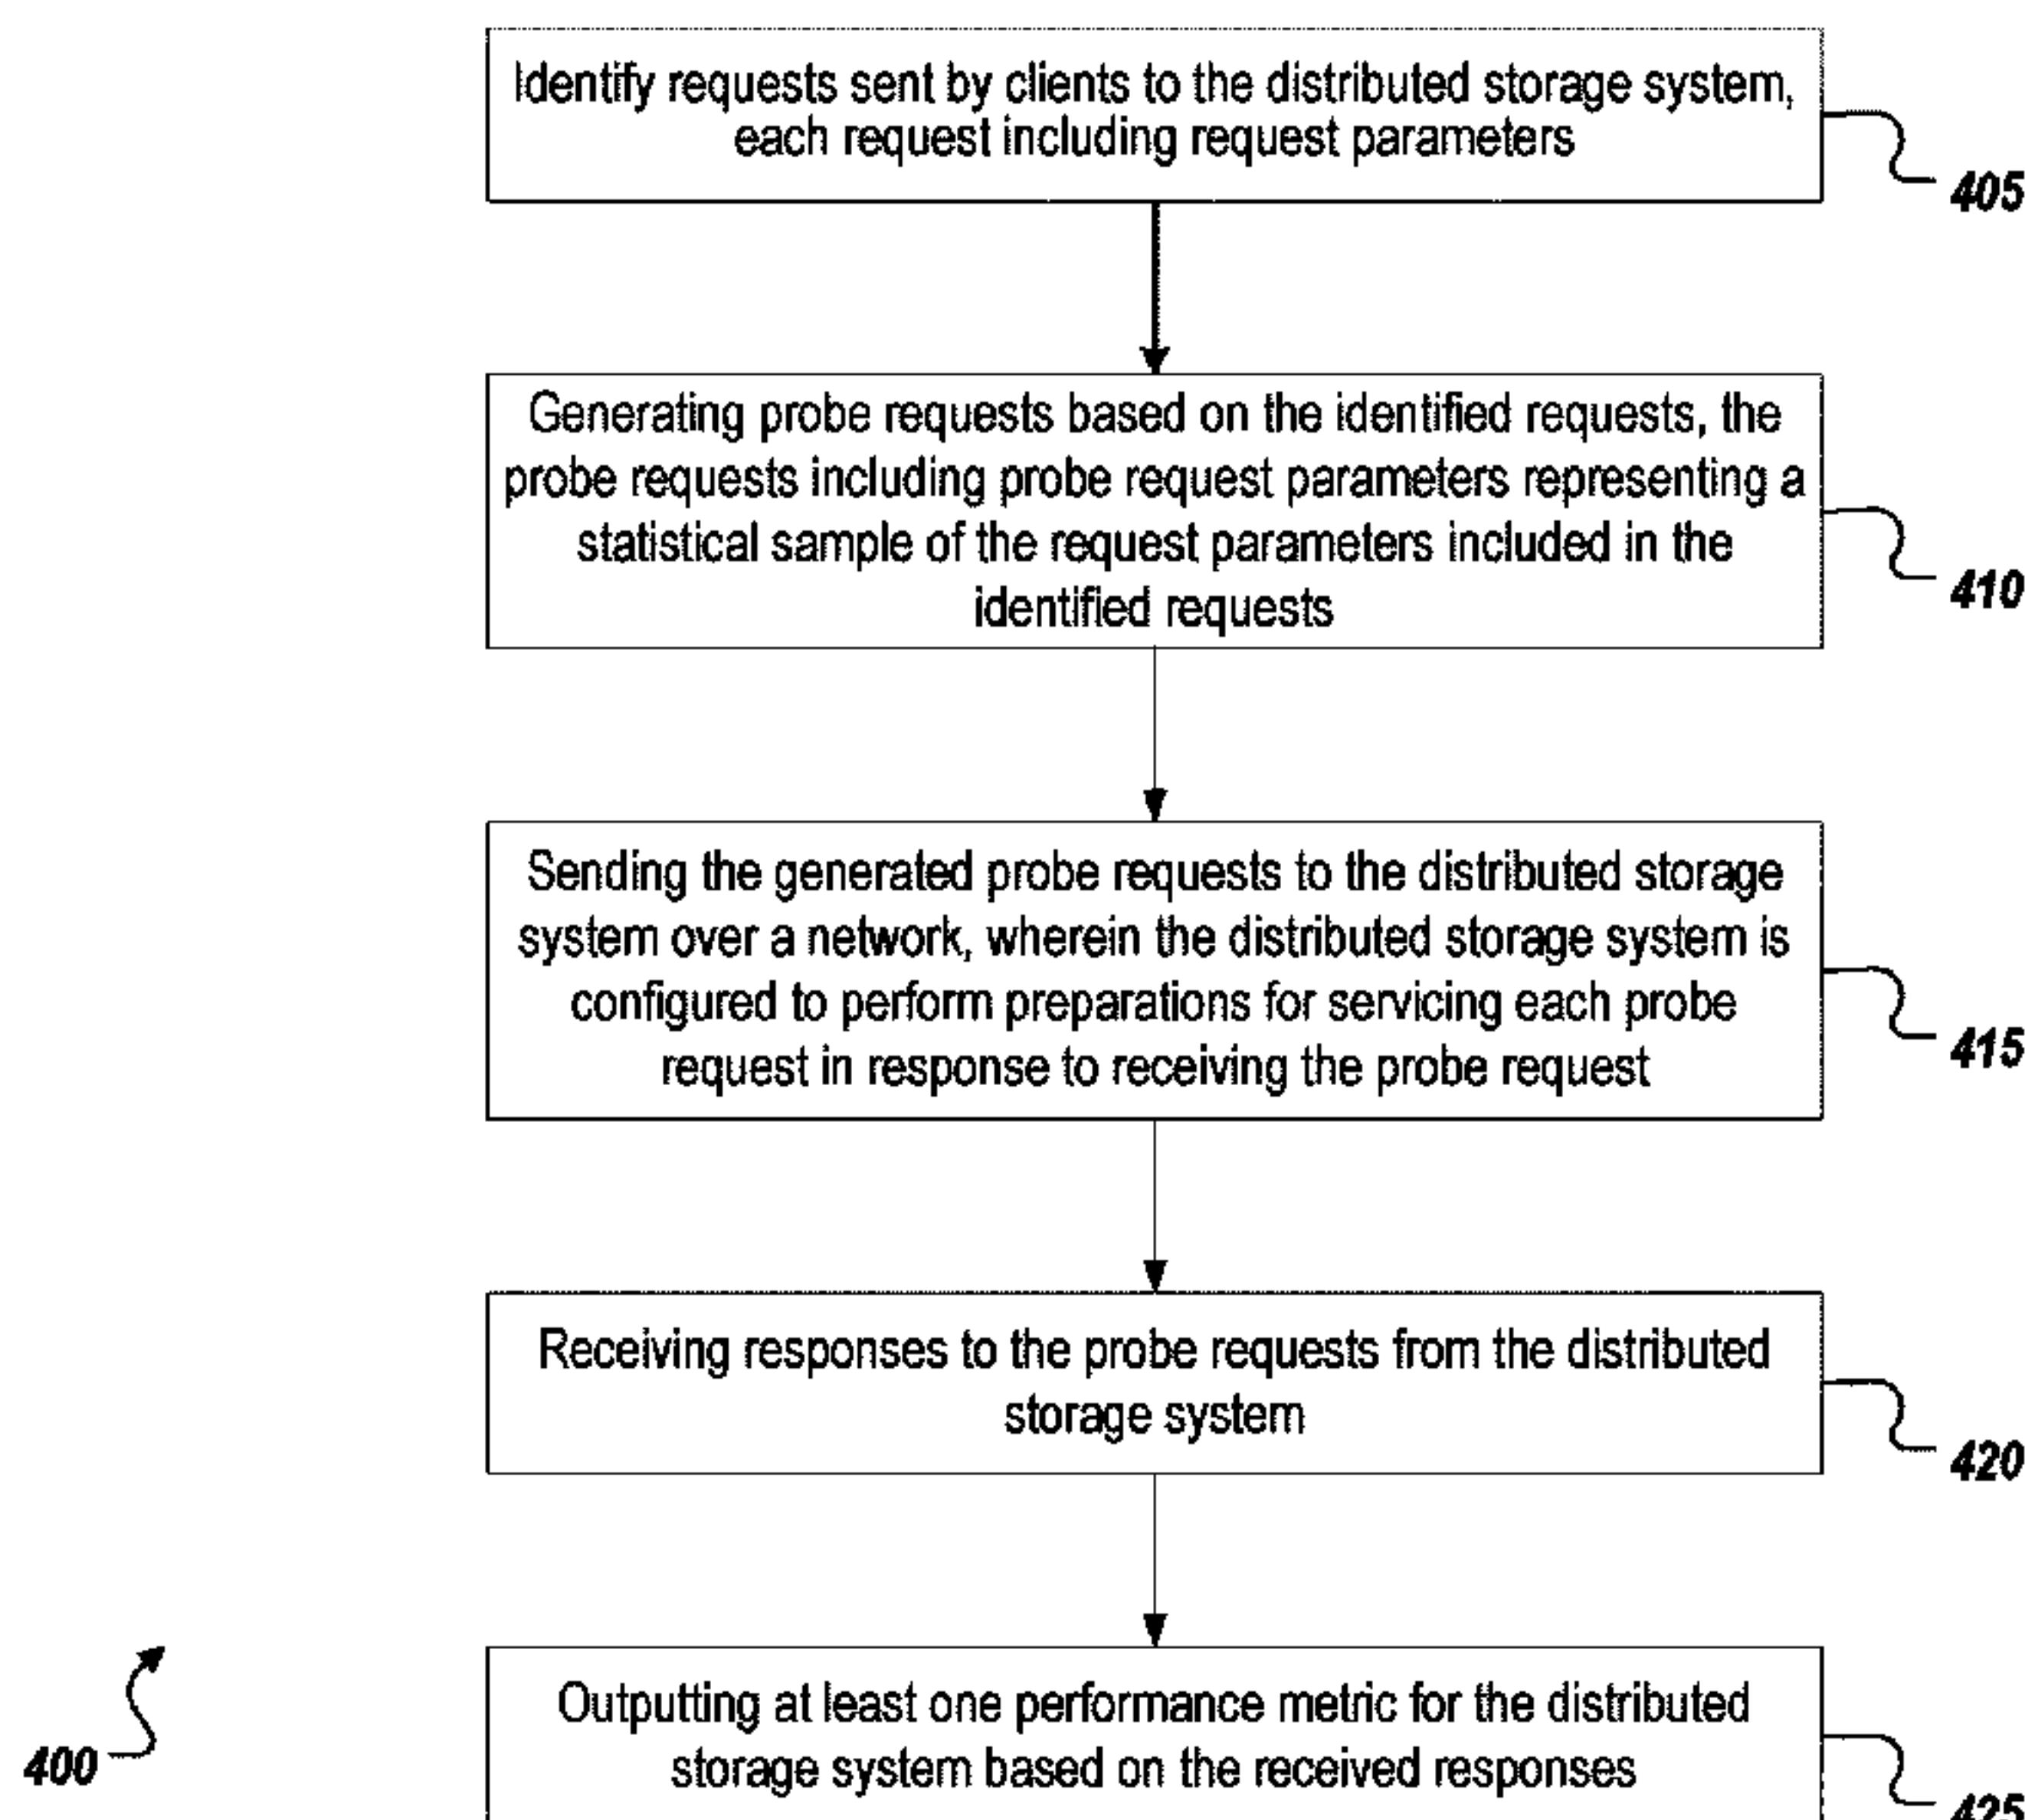 Identify requests sent by clients to the distributed storage system,
each request including request parameters
405
Generating probe requests based on the identified requests, the
probe requests including probe request parameters representing a
statistical sample of the request parameters included in the
identified requests
410
Sending the generated probe requests to the distributed storage
system over a network, wherein the distributed storage system is
configured to perform preparations for servicing each probe
request in response to receiving the probe request
415
Receiving responses to the probe requests from the distributed
storage system
420
Outputting at least one performance metric for the distributed
storage system based on the received responses
400
425